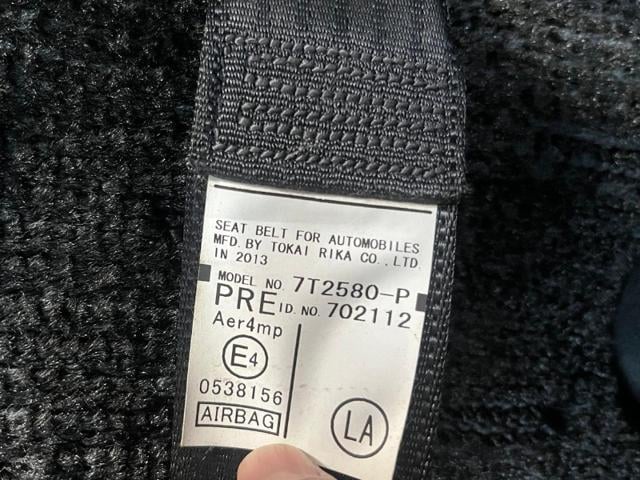 SEAT BELT FOR AUTOMOBILES
MFD. BY TOKAI RIKA CO., LTD.
IN 2013
MODEL NO. 7T2580-P
PRE ID. NO. 702112
Aer4mp
E4
0538156
AIRBAG
LA